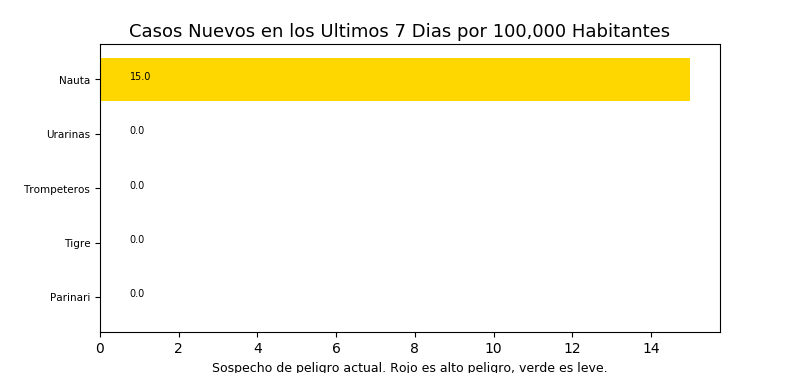 Casos Nuevos en los Ultimos 7 Dias por 100,000 Habitantes
Nauta 15.0
Urarinas 0.0
Trompeteros 0.0
Tigre 0.0
Parinari 0.0
0 2 4 6 8 10 12 14
Sospecho de peligro actual. Rojo es alto peligro, verde es leve.